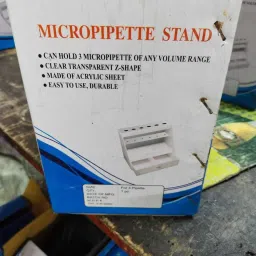 MICROPIPETTE STAND
• CAN HOLD 3 MICROPIPETTE OF ANY VOLUME RANGE
• CLEAR TRANSPARENT Z-SHAPE
• MADE OF ACRYLIC SHEET
• EASY TO USE, DURABLE